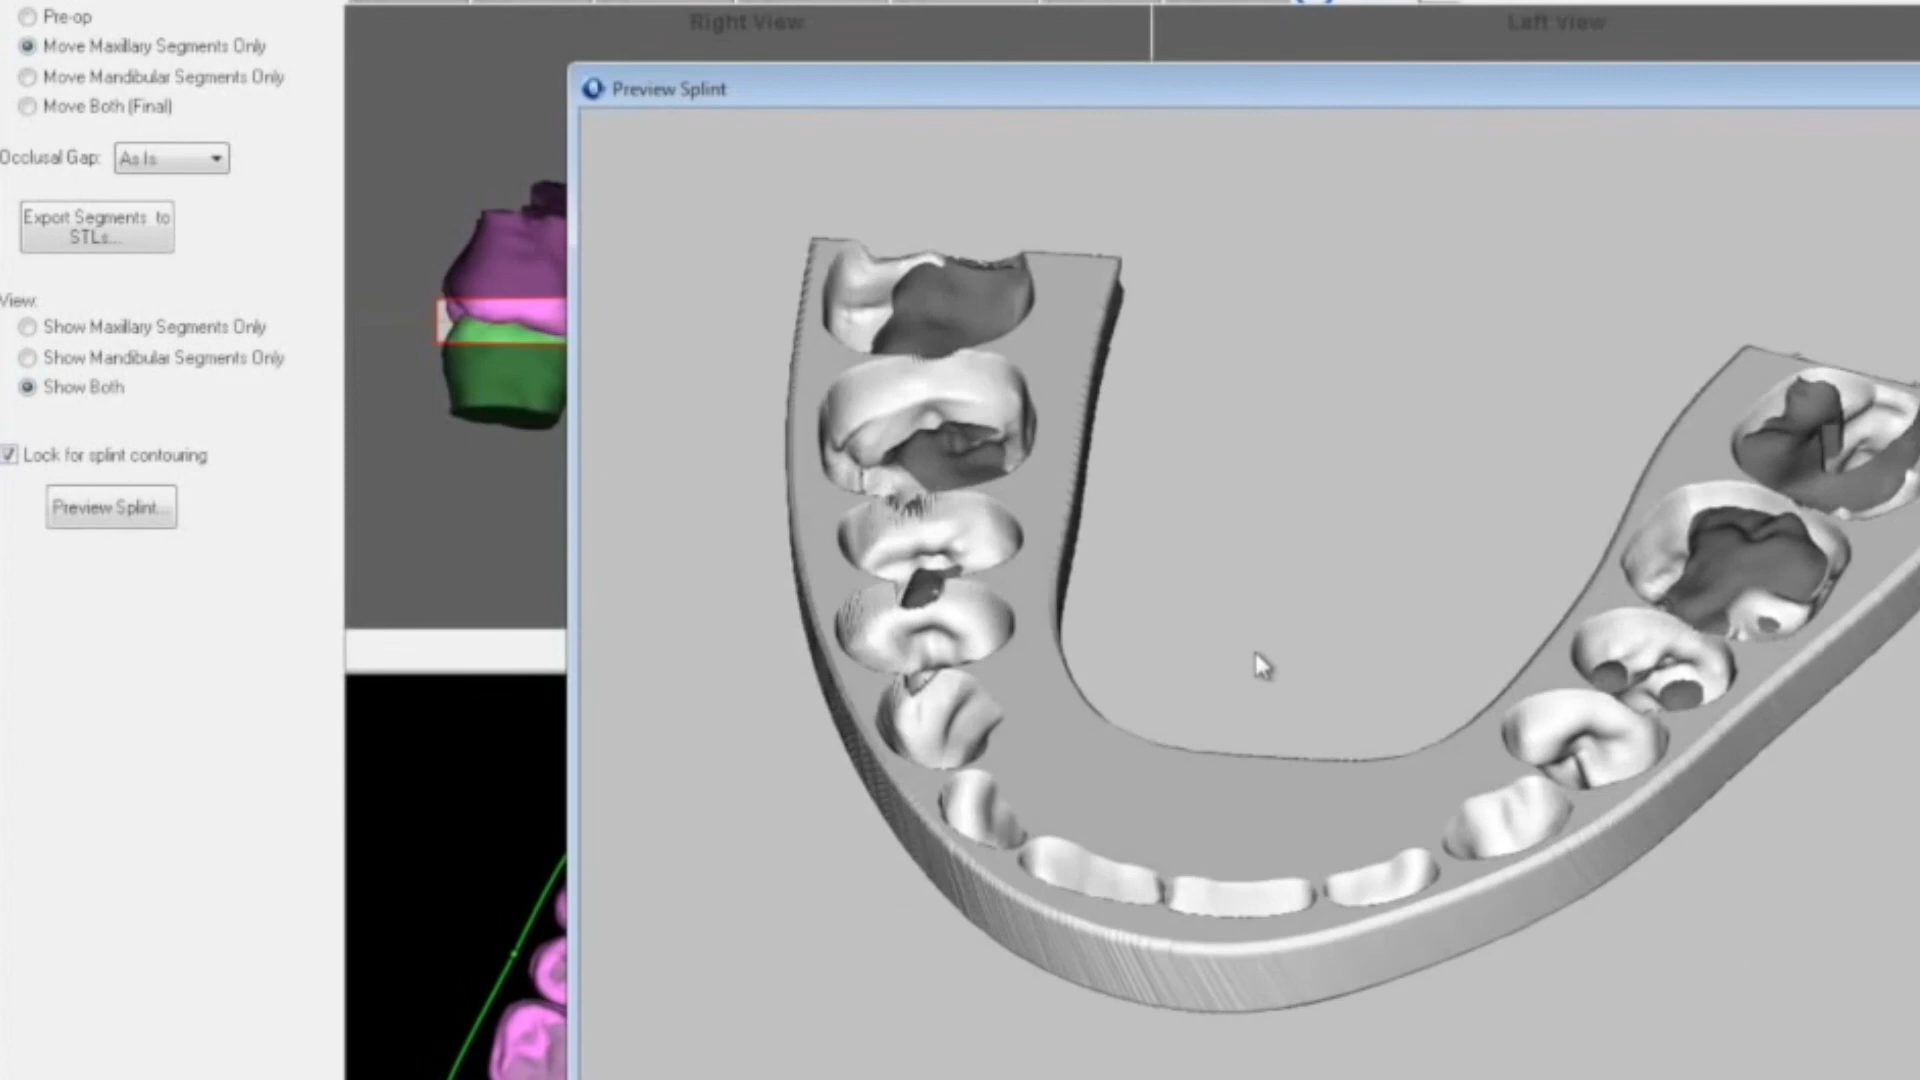 Pre-op
Move Maxillary Segments Only
Move Mandibular Segments Only
Move Both (Final)
Occlusal Gap: As Is
Export Segments to
STLs...
View:
Show Maxillary Segments Only
Show Mandibular Segments Only
Show Both
Lock for splint contouring
Preview Splint...
Right View
Left View
Preview Splint